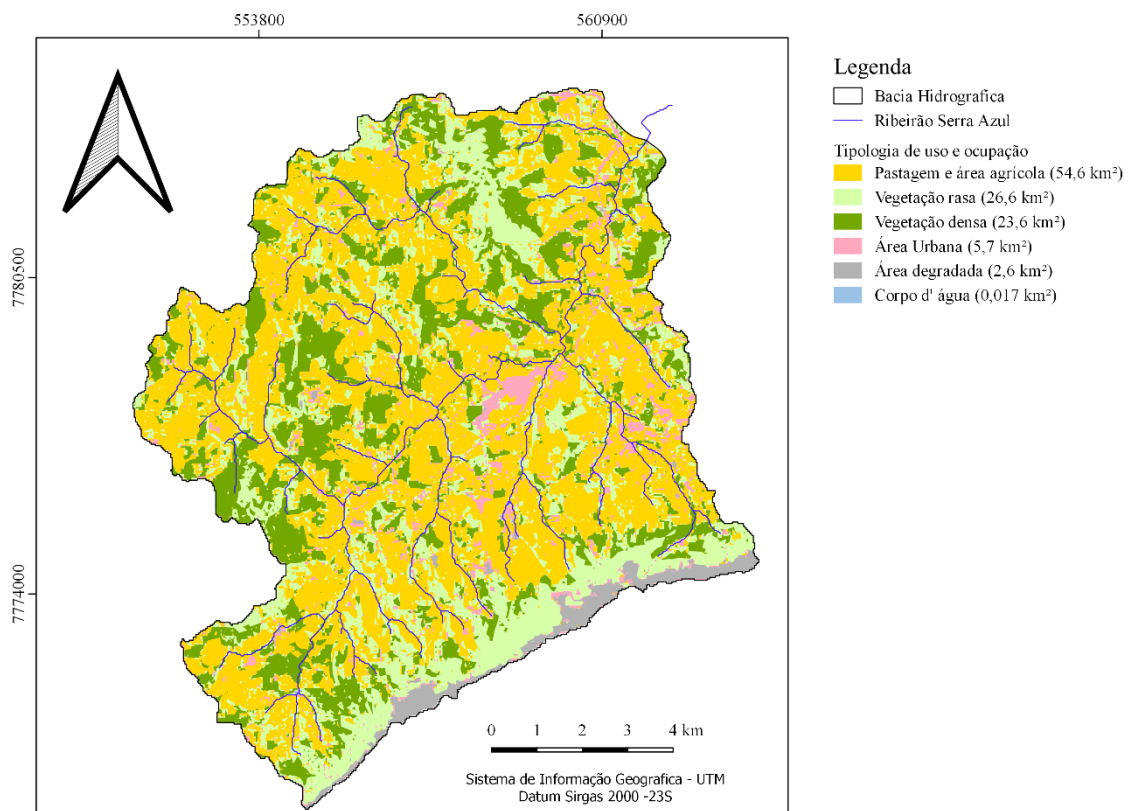 553800
560900
7780500
7774000
0 1 2 3 4 km
Sistema de Informação Geografica - UTM
Datum Sirgas 2000 -23S
Legenda
Bacia Hidrografica
Ribeirão Serra Azul
Tipologia de uso e ocupação
Pastagem e área agrícola (54,6 km²)
Vegetação rasa (26,6 km²)
Vegetação densa (23,6 km²)
Área Urbana (5,7 km²)
Área degradada (2,6 km²)
Corpo d' água (0,017 km²)